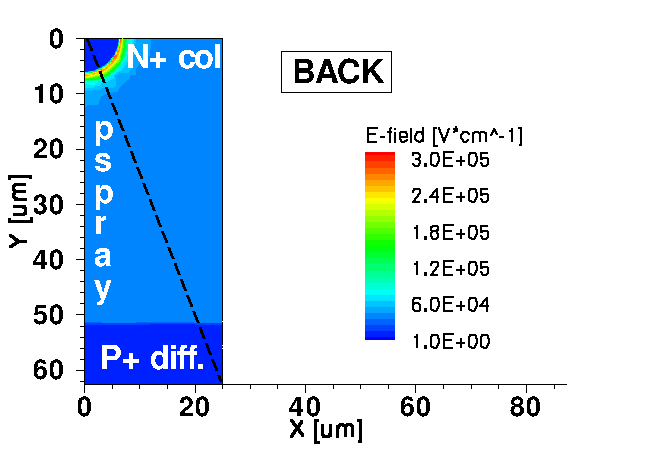 0
N+ col
BACK
10
E-field [V*cm^-1]
pspray
3.0E+05
20
2.4E+05
Y [um]
30
1.8E+05
40
1.2E+05
50
6.0E+04
1.0E+00
P+ diff.
60
0 20 40 60 80
X [um]